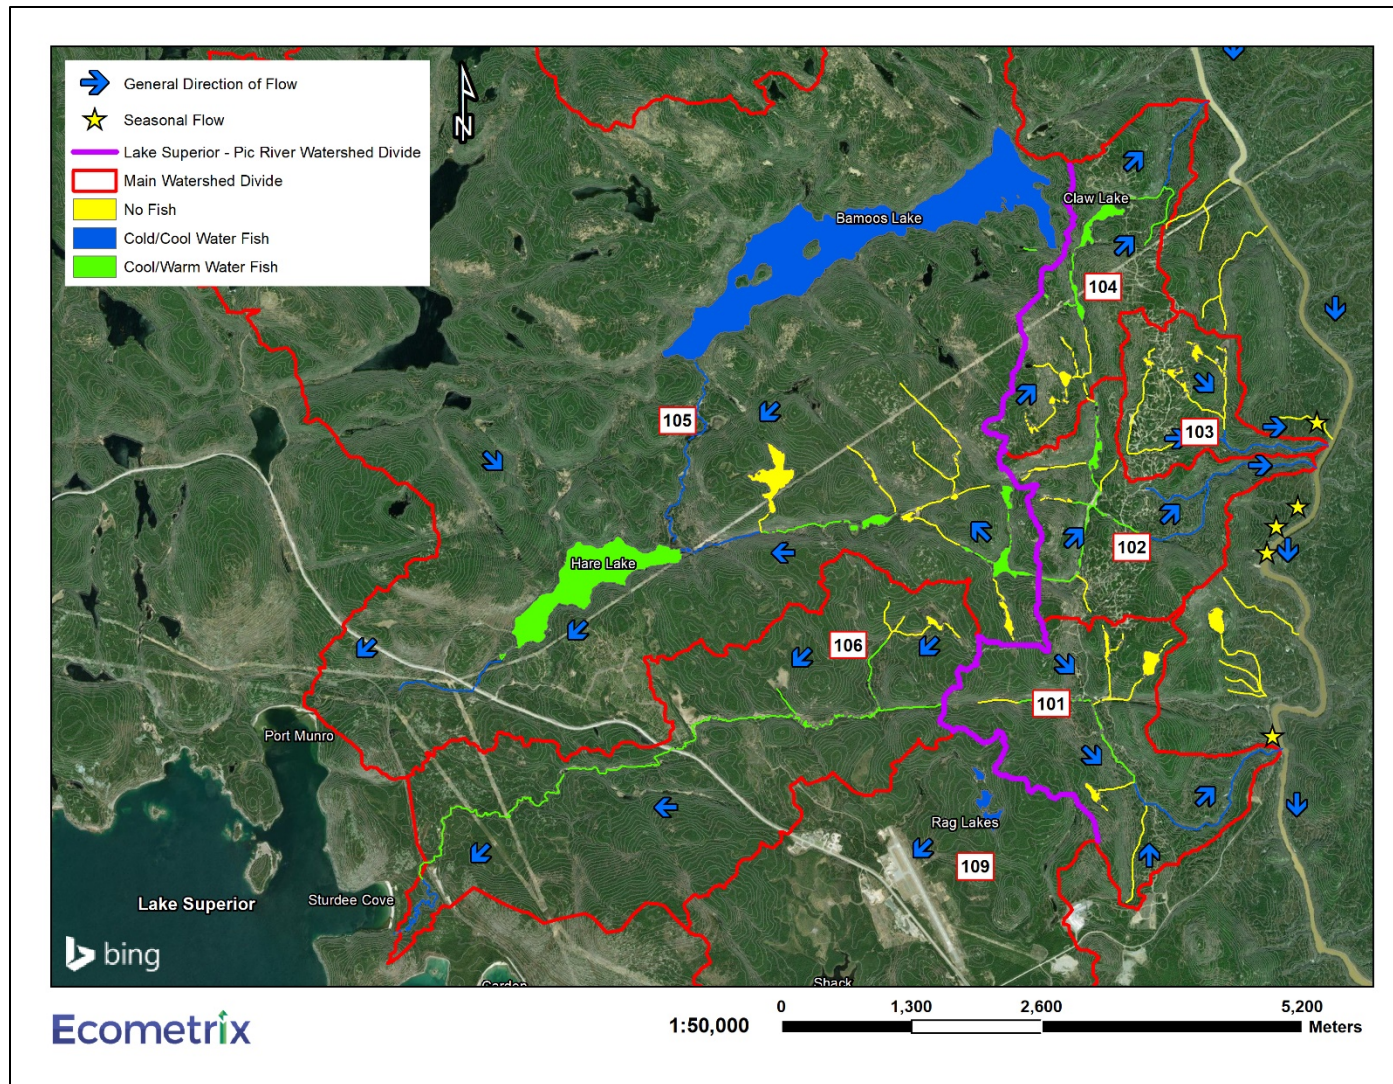 General Direction of Flow
Seasonal Flow
Lake Superior - Pic River Watershed Divide
Main Watershed Divide
No Fish
Cold/Cool Water Fish
Cool/Warm Water Fish
N
Claw Lake
Bamoos Lake
104
105
103
102
Hare Lake
106
101
Port Munro
Rag Lakes
109
Lake Superior
Sturdee Cove
bing
Shack
Ecometrix
1:50,000
0
1,300
2,600
5,200
Meters